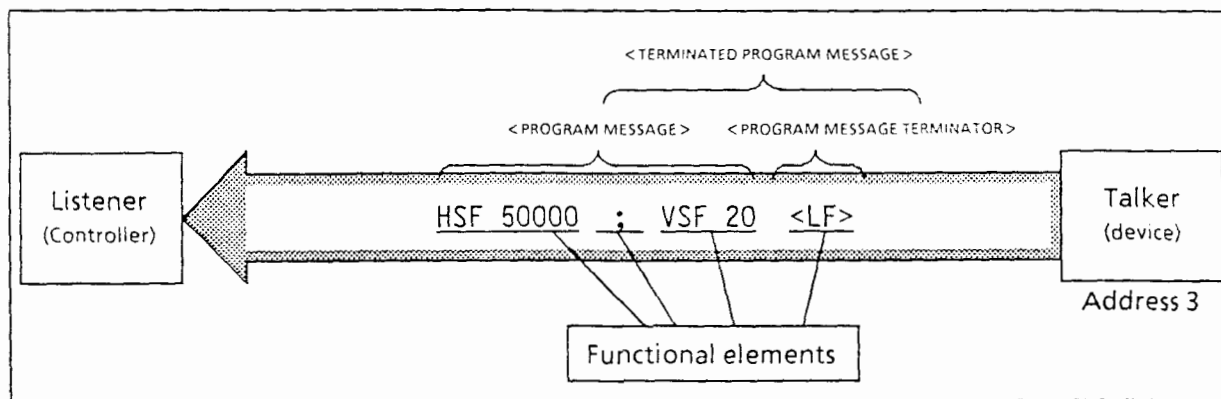 <TERMINATED PROGRAM MESSAGE>
<PROGRAM MESSAGE> <PROGRAM MESSAGE TERMINATOR>
Listener
(Controller)
HSF 50000 ; VSF 20 <LF>
Talker
(device)
Address 3
Functional elements